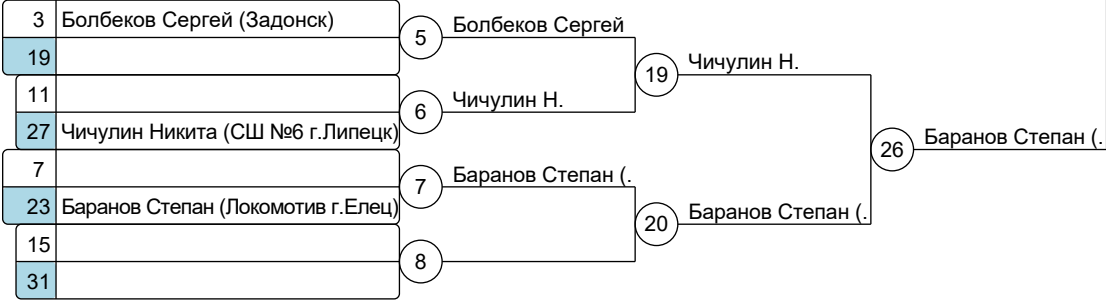 3 Болбеков Сергей (Задонск)
5 Болбеков Сергей
19
19 Чичулин Н.
11
6 Чичулин Н.
27 Чичулин Никита (СШ №6 г.Липецк)
26 Баранов Степан (.
7
7 Баранов Степан (.
23 Баранов Степан (Локомотив г.Елец)
20 Баранов Степан (.
15
8
31